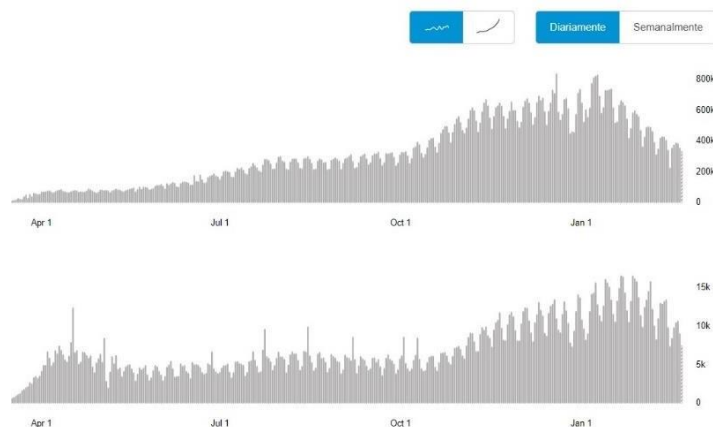 Diariamente Semanalmente
800k
600k
400k
200k
0
Apr 1 Jul 1 Oct 1 Jan 1
15k
10k
5k
0
Apr 1 Jul 1 Oct 1 Jan 1